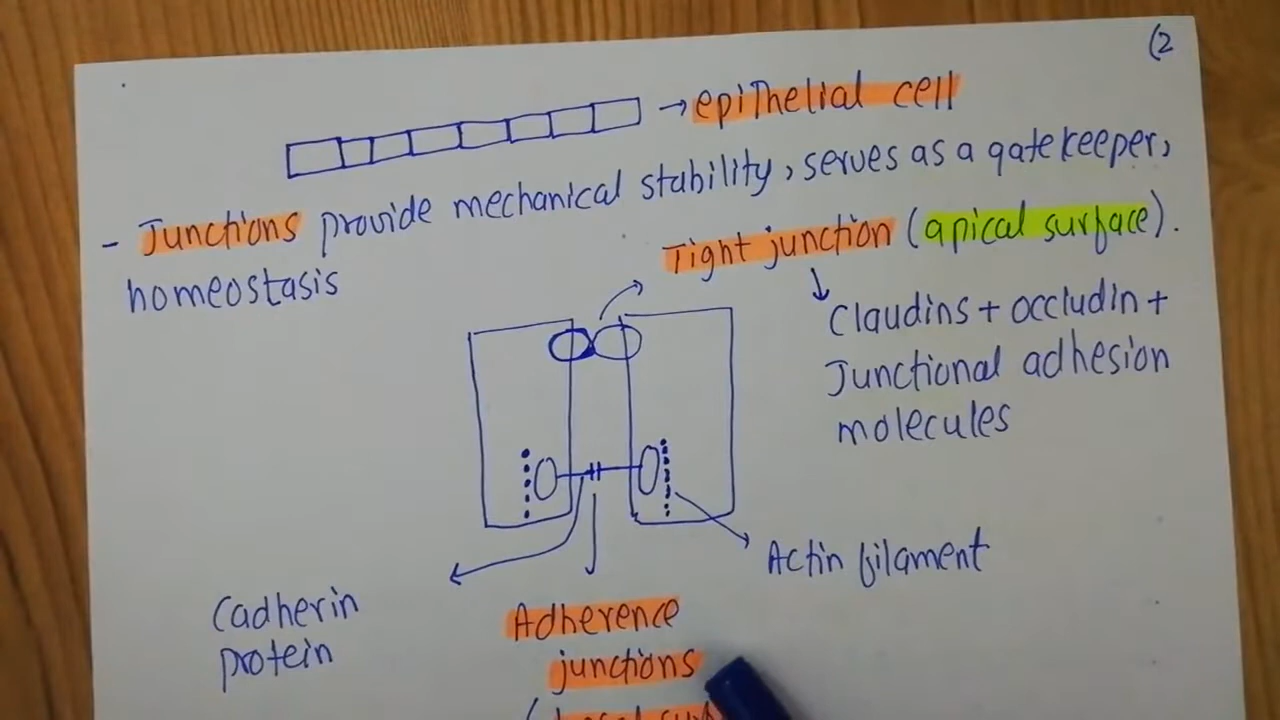 (2
→ epithelial cell
- Junctions provide mechanical stability, serves as a gatekeeper,
homeostasis
Tight junction (apical surface).
Claudins + occludin +
Junctional adhesion
molecules
Actin filament
Cadherin
protein
Adherence
junctions